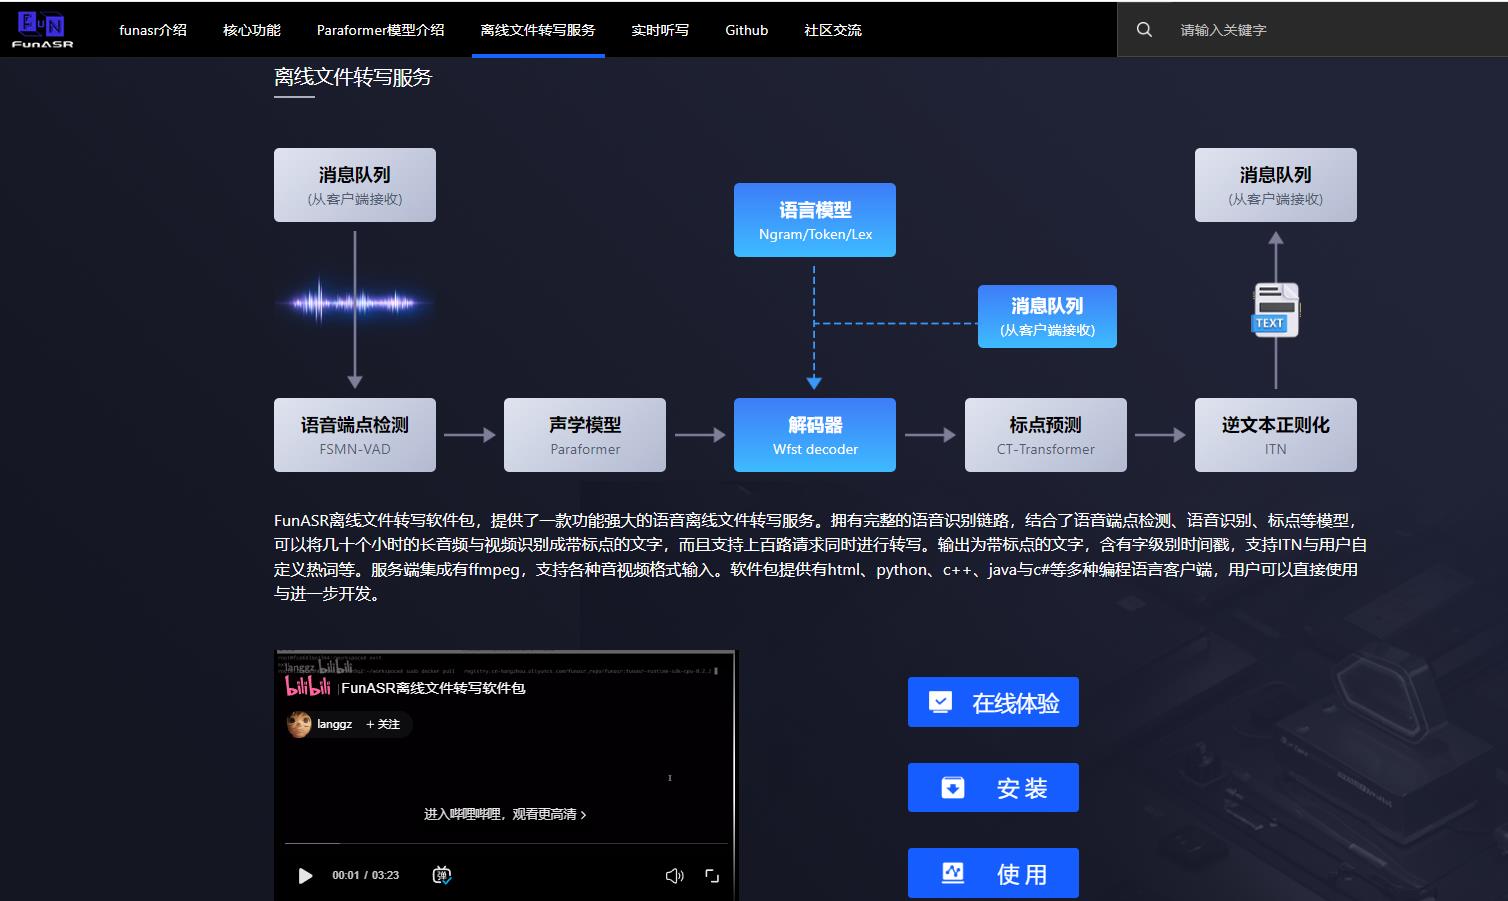 FUN
FunASR
funasr介绍
核心功能
Paraformer模型介绍
离线文件转写服务
实时听写
Github
社区交流
请输入关键字
离线文件转写服务
消息队列
(从客户端接收)
语言模型
Ngram/Token/Lex
消息队列
(从客户端接收)
消息队列
(从客户端接收)
TEXT
语音端点检测
FSMN-VAD
声学模型
Paraformer
解码器
Wfst decoder
标点预测
CT-Transformer
逆文本正则化
ITN
FunASR离线文件转写软件包，提供了一款功能强大的语音离线文件转写服务。拥有完整的语音识别链路，结合了语音端点检测、语音识别、标点等模型，
可以将几十个小时的长音频与视频识别成带标点的文字，而且支持上百路请求同时进行转写。输出为带标点的文字，含有字级别时间戳，支持ITN与用户自
定义热词等。服务端集成有ffmpeg，支持各种音视频格式输入。软件包提供有html、python、c++、java与c#等多种编程语言客户端，用户可以直接使用
与进一步开发。
langgz bilibili
bilibili | FunASR离线文件转写软件包
langgz + 关注
进入哔哩哔哩，观看更高清 >
00:01 / 03:23
弹
在线体验
安装
使用